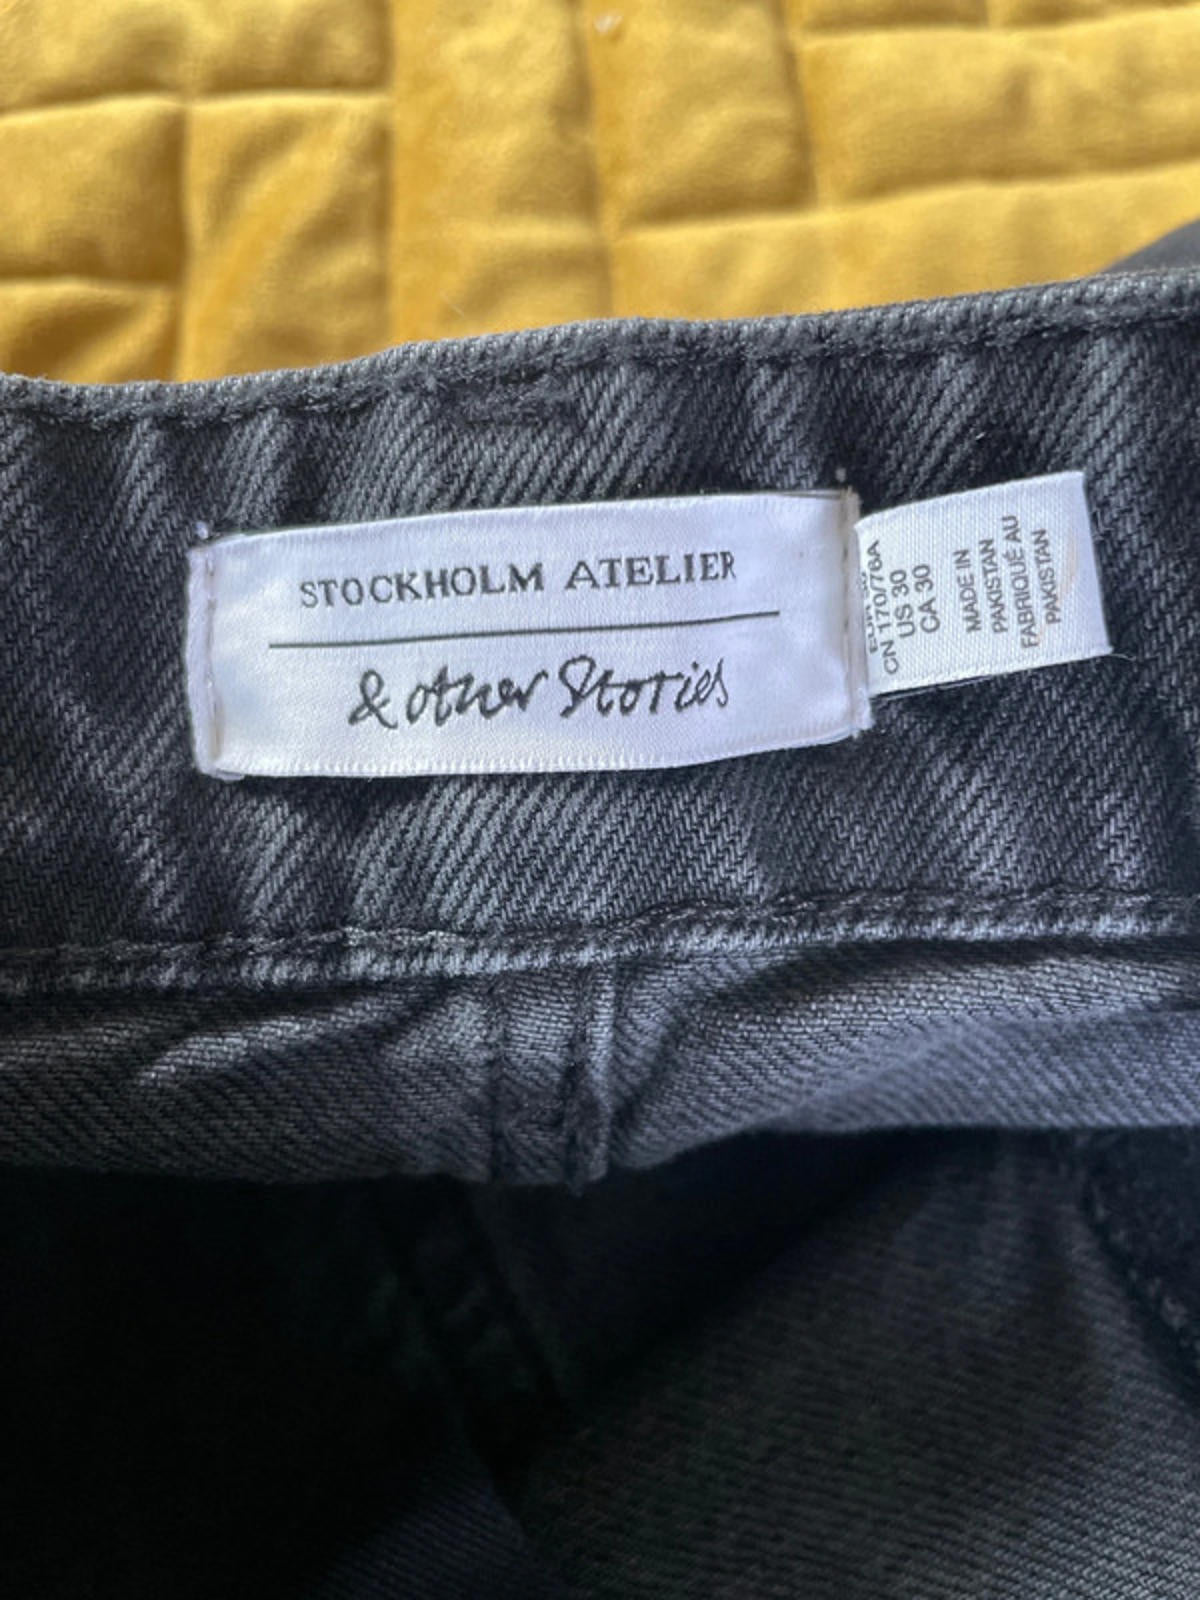 STOCKHOLM ATELIER
& other Stories
CN 170/76A
US 30
CA 30
MADE IN
PAKISTAN
FABRIQUÉ AU
PAKISTAN